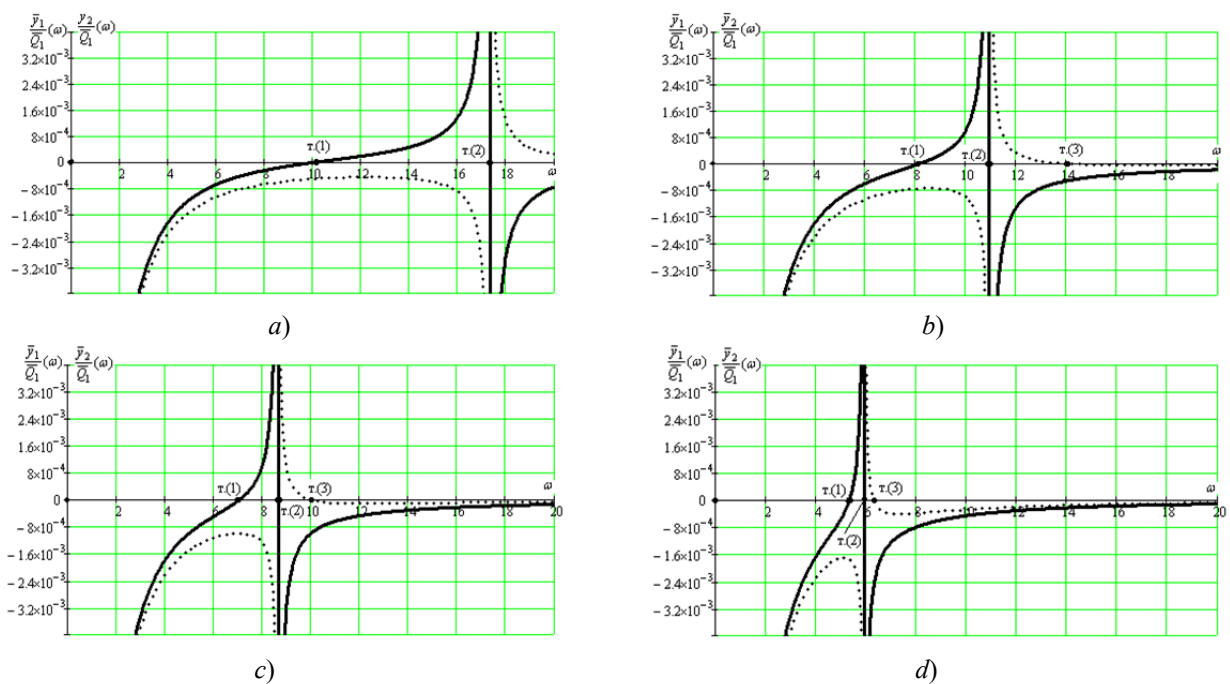 y̅₁/Q̅₁(ω) y₂/Q̅₁(ω)
3.2×10⁻³
2.4×10⁻³
1.6×10⁻³
8×10⁻⁴
0
−8×10⁻⁴
−1.6×10⁻³
−2.4×10⁻³
−3.2×10⁻³
2 4 6 8 10 12 14 16 18 ω
т.(1) т.(2)
a)
y̅₁/Q̅₁(ω) y̅₂/Q̅₁(ω)
3.2×10⁻³
2.4×10⁻³
1.6×10⁻³
8×10⁻⁴
0
−8×10⁻⁴
−1.6×10⁻³
−2.4×10⁻³
−3.2×10⁻³
2 4 6 8 10 12 14 16 18 ω
т.(1) т.(2) т.(3)
b)
y̅₁/Q̅₁(ω) y̅₂/Q̅₁(ω)
3.2×10⁻³
2.4×10⁻³
1.6×10⁻³
8×10⁻⁴
0
−8×10⁻⁴
−1.6×10⁻³
−2.4×10⁻³
−3.2×10⁻³
2 4 6 8 10 12 14 16 18 20 ω
т.(1) т.(2) т.(3)
c)
y̅₁/Q̅₁(ω) y̅₂/Q̅₁(ω)
3.2×10⁻³
2.4×10⁻³
1.6×10⁻³
8×10⁻⁴
0
−8×10⁻⁴
−1.6×10⁻³
−2.4×10⁻³
−3.2×10⁻³
2 4 6 8 10 12 14 16 18 20 ω
т.(1) т.(3)
т.(2)
d)